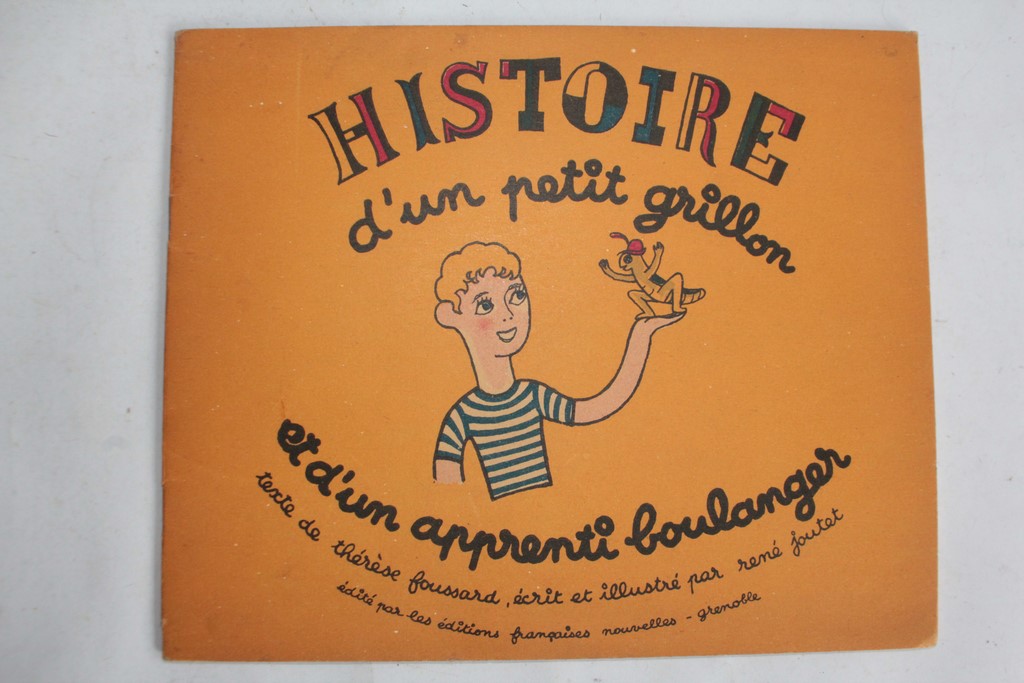 HISTOIRE
d'un petit grillon
et d'un apprenti boulanger
texte de thérèse foussard, écrit et illustré par rené joutet
édité par les éditions françaises nouvelles - grenoble